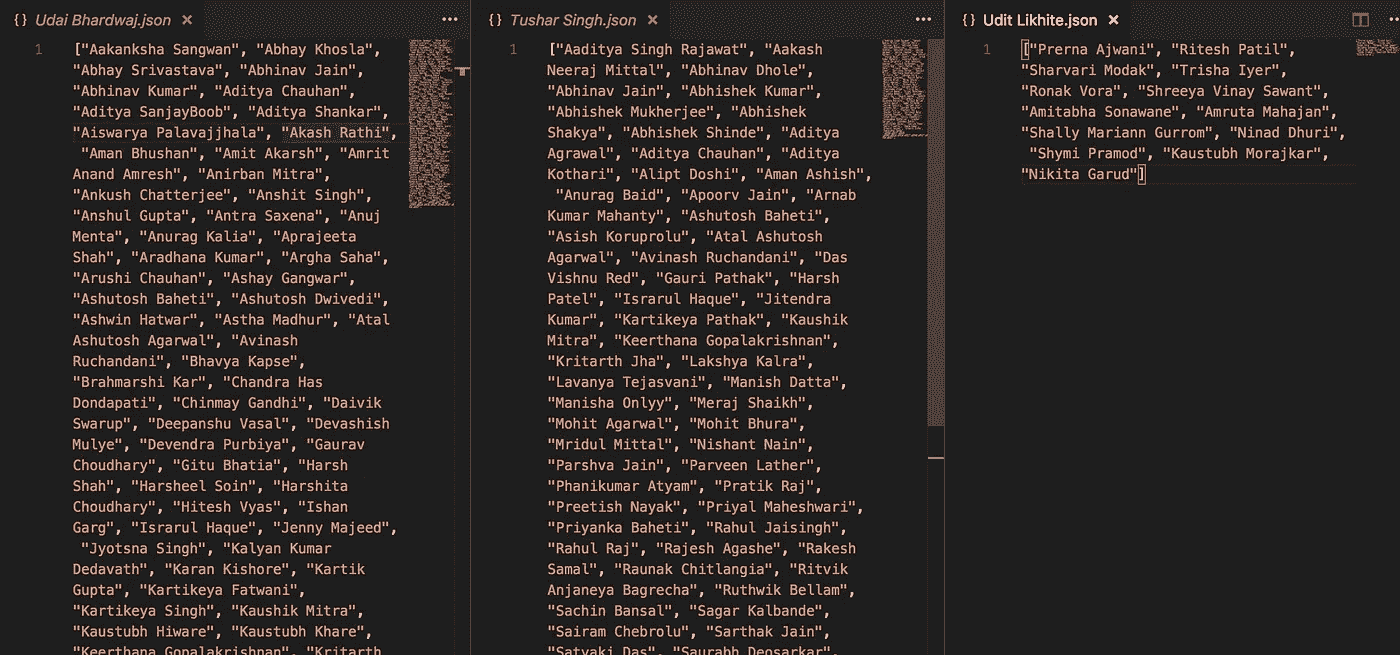 {} Udai Bhardwaj.json ×
1
["Aakanksha Sangwan", "Abhay Khosla",
"Abhay Srivastava", "Abhinav Jain",
"Abhinav Kumar", "Aditya Chauhan",
"Aditya SanjayBoob", "Aditya Shankar",
"Aiswarya Palavajjhala", "Akash Rathi",
"Aman Bhushan", "Amit Akarsh", "Amrit
Anand Amresh", "Anirban Mitra",
"Ankush Chatterjee", "Anshit Singh",
"Anshul Gupta", "Antra Saxena", "Anuj
Menta", "Anurag Kalia", "Aprajeeta
Shah", "Aradhana Kumar", "Argha Saha",
"Arushi Chauhan", "Ashay Gangwar",
"Ashutosh Baheti", "Ashutosh Dwivedi",
"Ashwin Hatwar", "Astha Madhur", "Atal
Ashutosh Agarwal", "Avinash
Ruchandani", "Bhavya Kapse",
"Brahmarshi Kar", "Chandra Has
Dondapati", "Chinmay Gandhi", "Daivik
Swarup", "Deepanshu Vasal", "Devashish
Mulye", "Devendra Purbiya", "Gaurav
Choudhary", "Gitu Bhatia", "Harsh
Shah", "Harsheel Soin", "Harshita
Choudhary", "Hitesh Vyas", "Ishan
Garg", "Israrul Haque", "Jenny Majeed",
"Jyotsna Singh", "Kalyan Kumar
Dedavath", "Karan Kishore", "Kartik
Gupta", "Kartikeya Fatwani",
"Kartikeya Singh", "Kaushik Mitra",
"Kaustubh Hiware", "Kaustubh Khare",
"Keerthana Gopalakrishnan", "Kritarth
{} Tushar Singh.json ×
1
["Aaditya Singh Rajawat", "Aakash
Neeraj Mittal", "Abhinav Dhole",
"Abhinav Jain", "Abhishek Kumar",
"Abhishek Mukherjee", "Abhishek
Shakya", "Abhishek Shinde", "Aditya
Agrawal", "Aditya Chauhan", "Aditya
Kothari", "Alipt Doshi", "Aman Ashish",
"Anurag Baid", "Apoorv Jain", "Arnab
Kumar Mahanty", "Ashutosh Baheti",
"Asish Koruprolu", "Atal Ashutosh
Agarwal", "Avinash Ruchandani", "Das
Vishnu Red", "Gauri Pathak", "Harsh
Patel", "Israrul Haque", "Jitendra
Kumar", "Kartikeya Pathak", "Kaushik
Mitra", "Keerthana Gopalakrishnan",
"Kritarth Jha", "Lakshya Kalra",
"Lavanya Tejasvani", "Manish Datta",
"Manisha Onlyy", "Meraj Shaikh",
"Mohit Agarwal", "Mohit Bhura",
"Mridul Mittal", "Nishant Nain",
"Parshva Jain", "Parveen Lather",
"Phanikumar Atyam", "Pratik Raj",
"Preetish Nayak", "Priyal Maheshwari",
"Priyanka Baheti", "Rahul Jaisingh",
"Rahul Raj", "Rajesh Agashe", "Rakesh
Samal", "Raunak Chitlangia", "Ritvik
Anjaneya Bagrecha", "Ruthwik Bellam",
"Sachin Bansal", "Sagar Kalbande",
"Sairam Chebrolu", "Sarthak Jain",
"Satyaki Das", "Saurabh Deosarkar",
{} Udit Likhite.json ×
1
["Prerna Ajwani", "Ritesh Patil",
"Sharvari Modak", "Trisha Iyer",
"Ronak Vora", "Shreeya Vinay Sawant",
"Amitabha Sonawane", "Amruta Mahajan",
"Shally Mariann Gurrom", "Ninad Dhuri",
"Shymi Pramod", "Kaustubh Morajkar",
"Nikita Garud"]